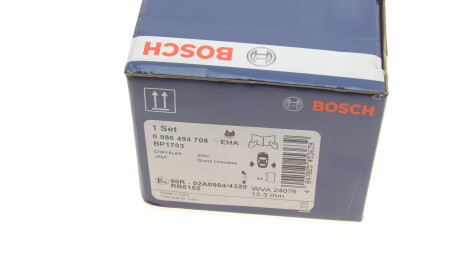 BOSCH
BOSCH
1 Set
0 986 494 708 EHA
BP1703
CHRYSLER 300C
JEEP Grand Cherokee
90R - 02A0904/4320
RB5152
WVA 24076
15.3 mm